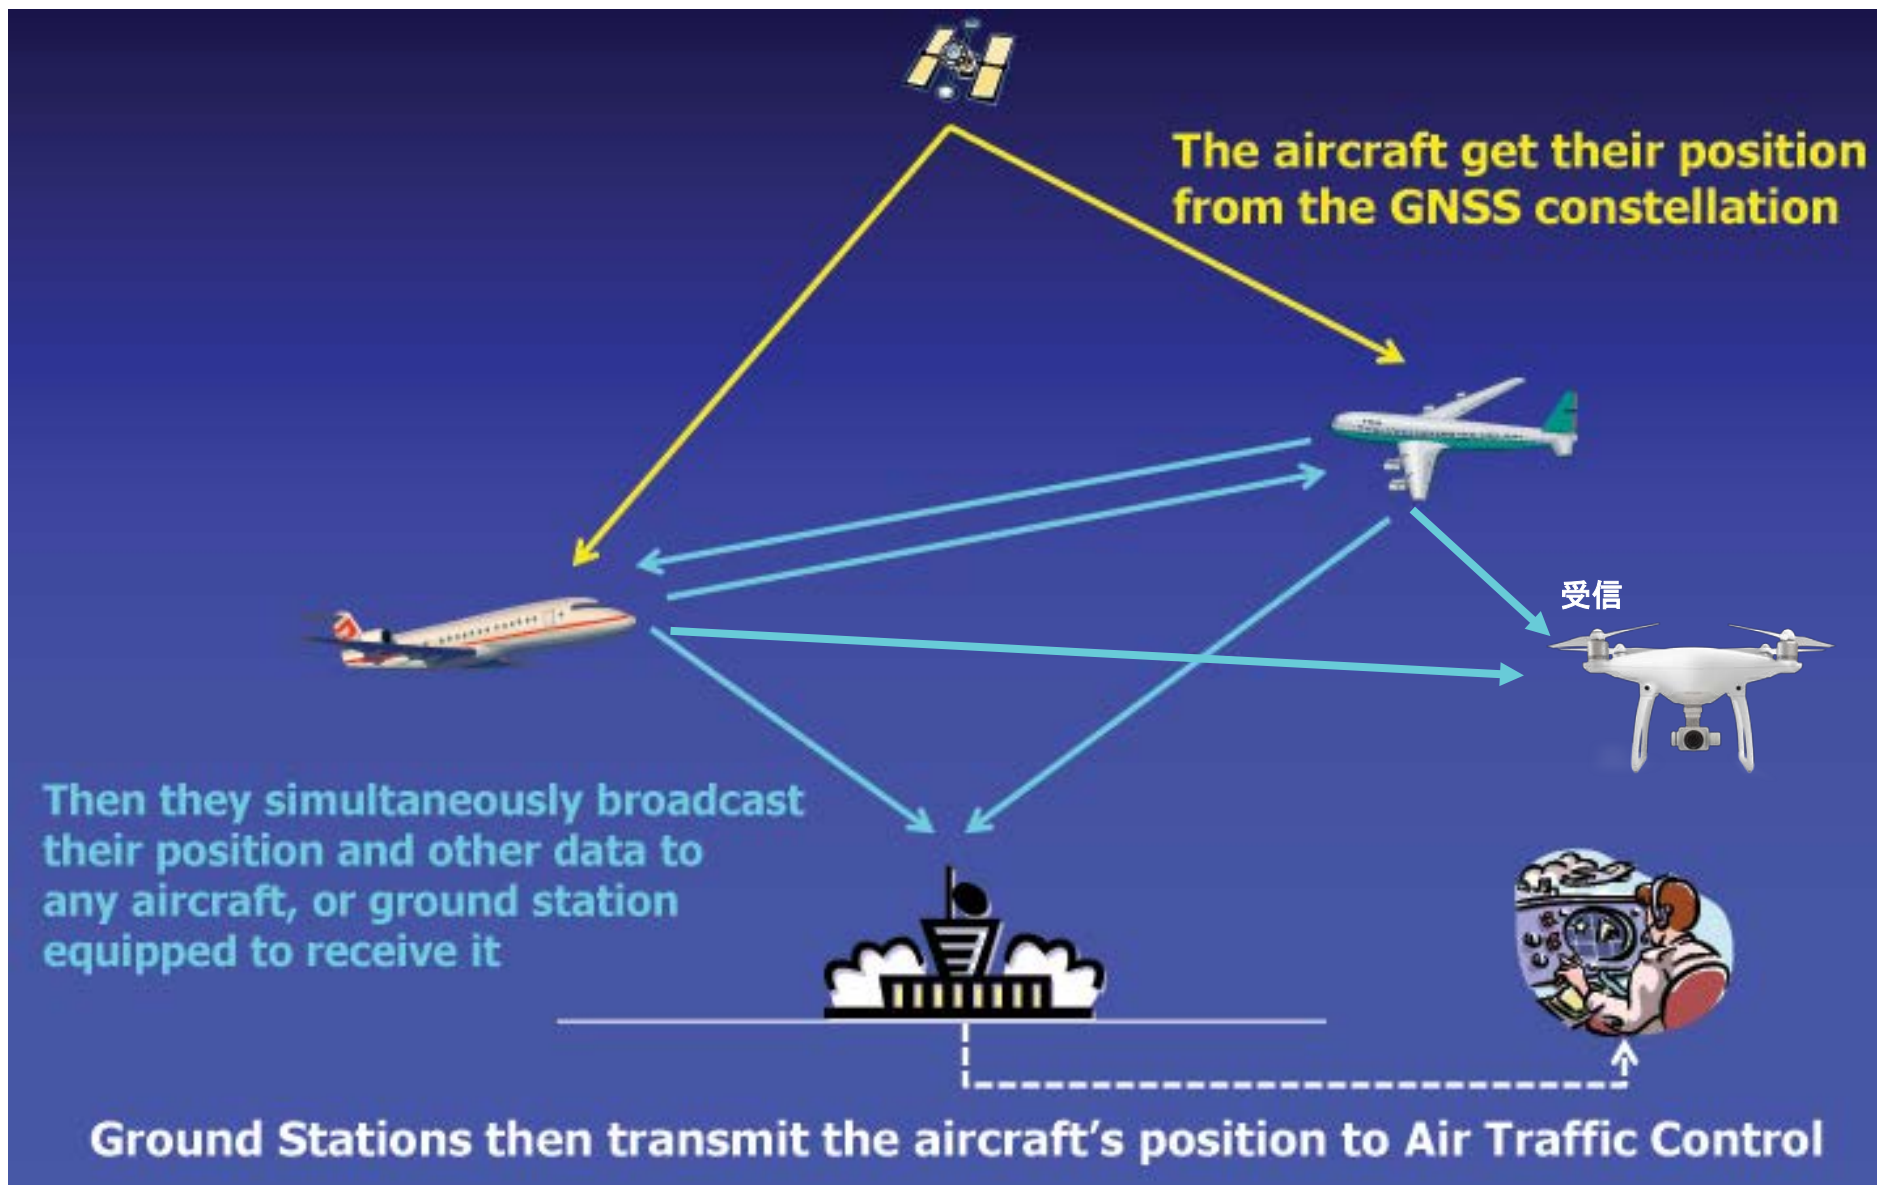 The aircraft get their position
from the GNSS constellation
受信
Then they simultaneously broadcast
their position and other data to
any aircraft, or ground station
equipped to receive it
Ground Stations then transmit the aircraft's position to Air Traffic Control